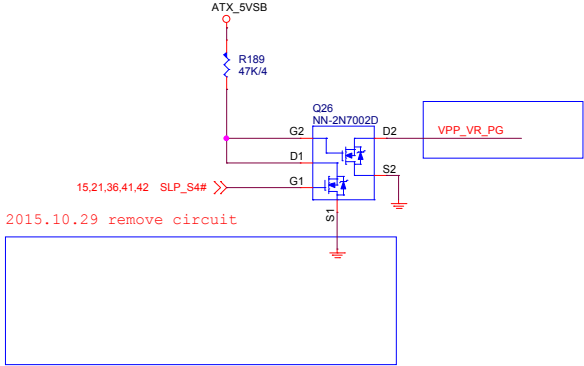 ATX_5VSB
R189
47K/4
Q26
NN-2N7002D
G2
D2
VPP_VR_PG
D1
S2
15,21,36,41,42 SLP_S4#
G1
S1
2015.10.29 remove circuit